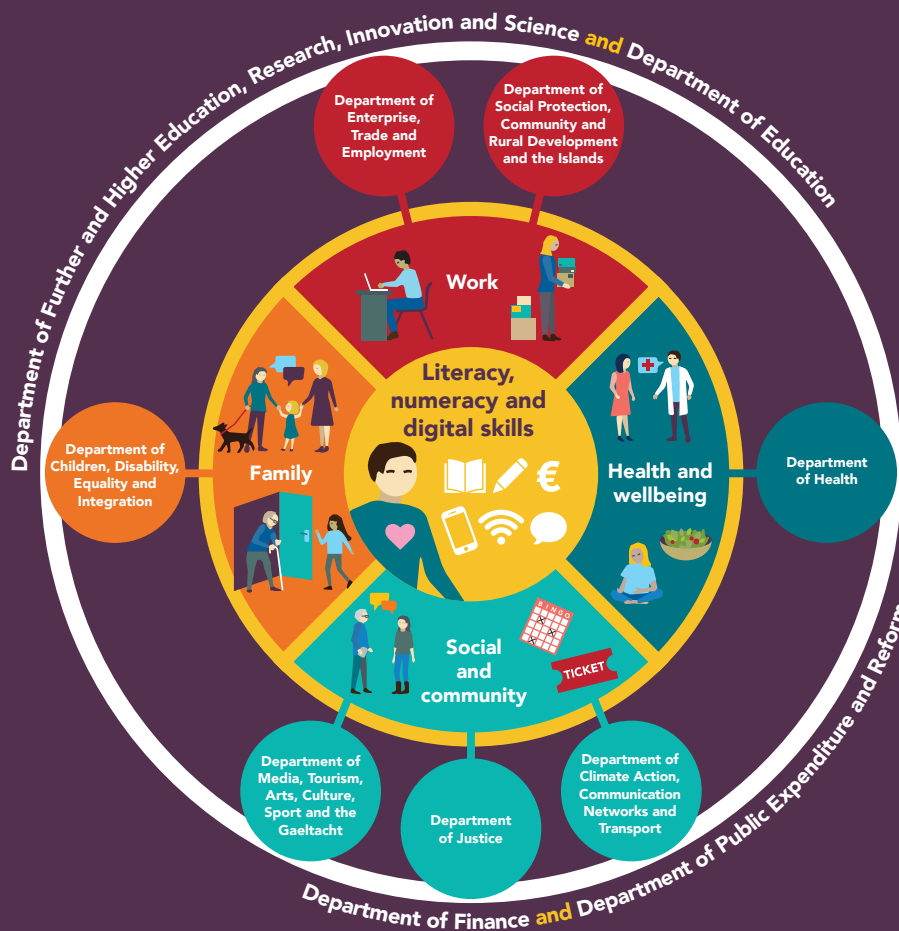 Department of Further and Higher Education, Research, Innovation and Science and Department of Education
Department of
Enterprise,
Trade and
Employment
Department of
Social Protection,
Community and
Rural Development
and the Islands
Work
Literacy,
numeracy and
digital skills
Department of
Children, Disability,
Equality and
Integration
Family
Health and
wellbeing
Department
of Health
€
Social
and
community
BINGO
TICKET
Department of
Media, Tourism,
Arts, Culture,
Sport and the
Gaeltacht
Department
of Justice
Department of
Climate Action,
Communication
Networks and
Transport
Department of Finance and Department of Public Expenditure and Reform